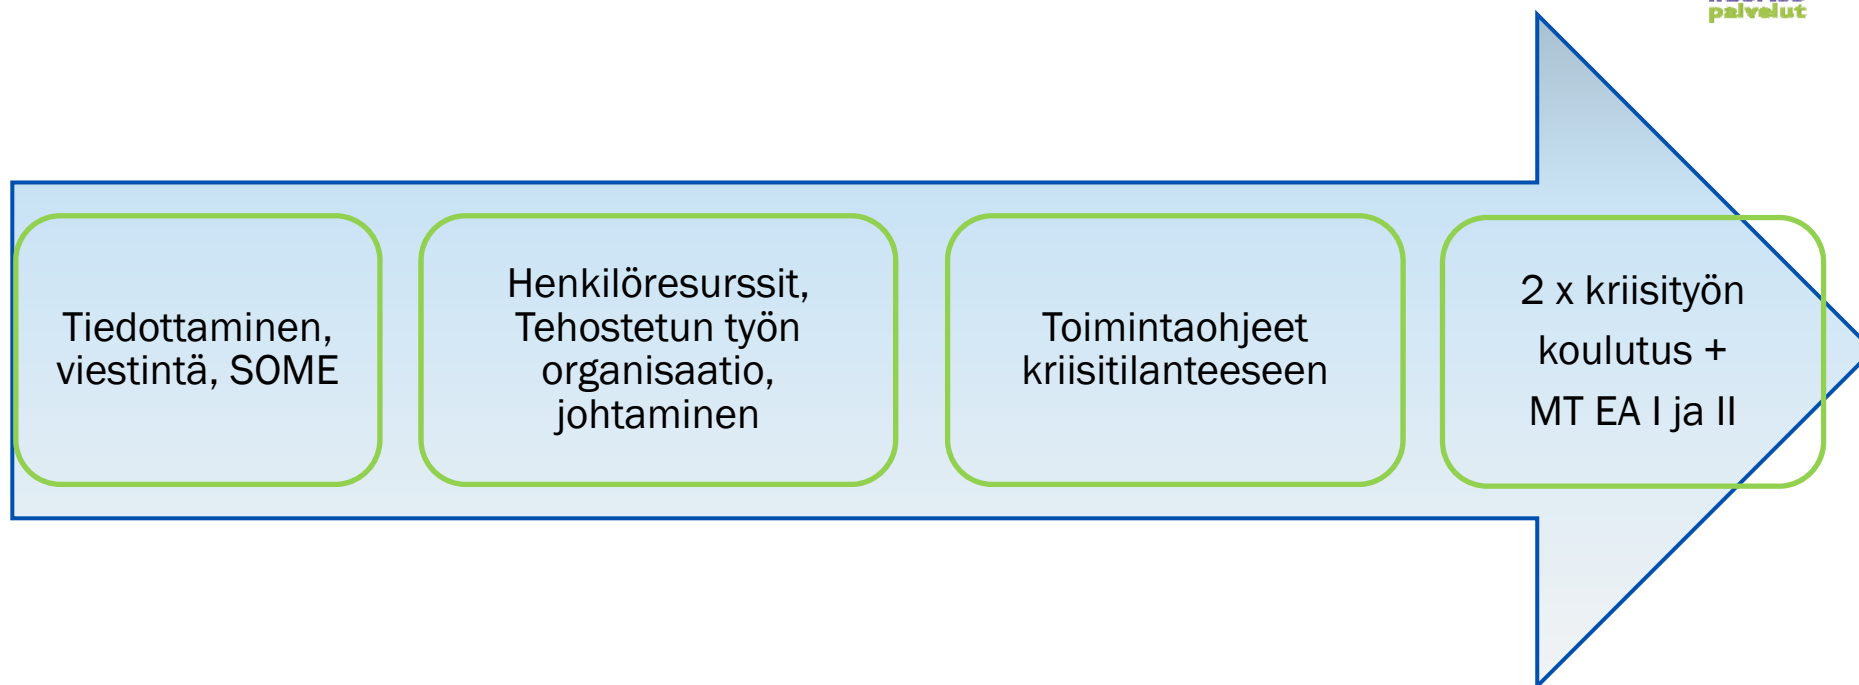 palvelut
Tiedottaminen,
viestintä, SOME
Henkilöresurssit,
Tehostetun työn
organisaatio,
johtaminen
Toimintaohjeet
kriisitilanteeseen
2 x kriisityön
koulutus +
MT EA I ja II